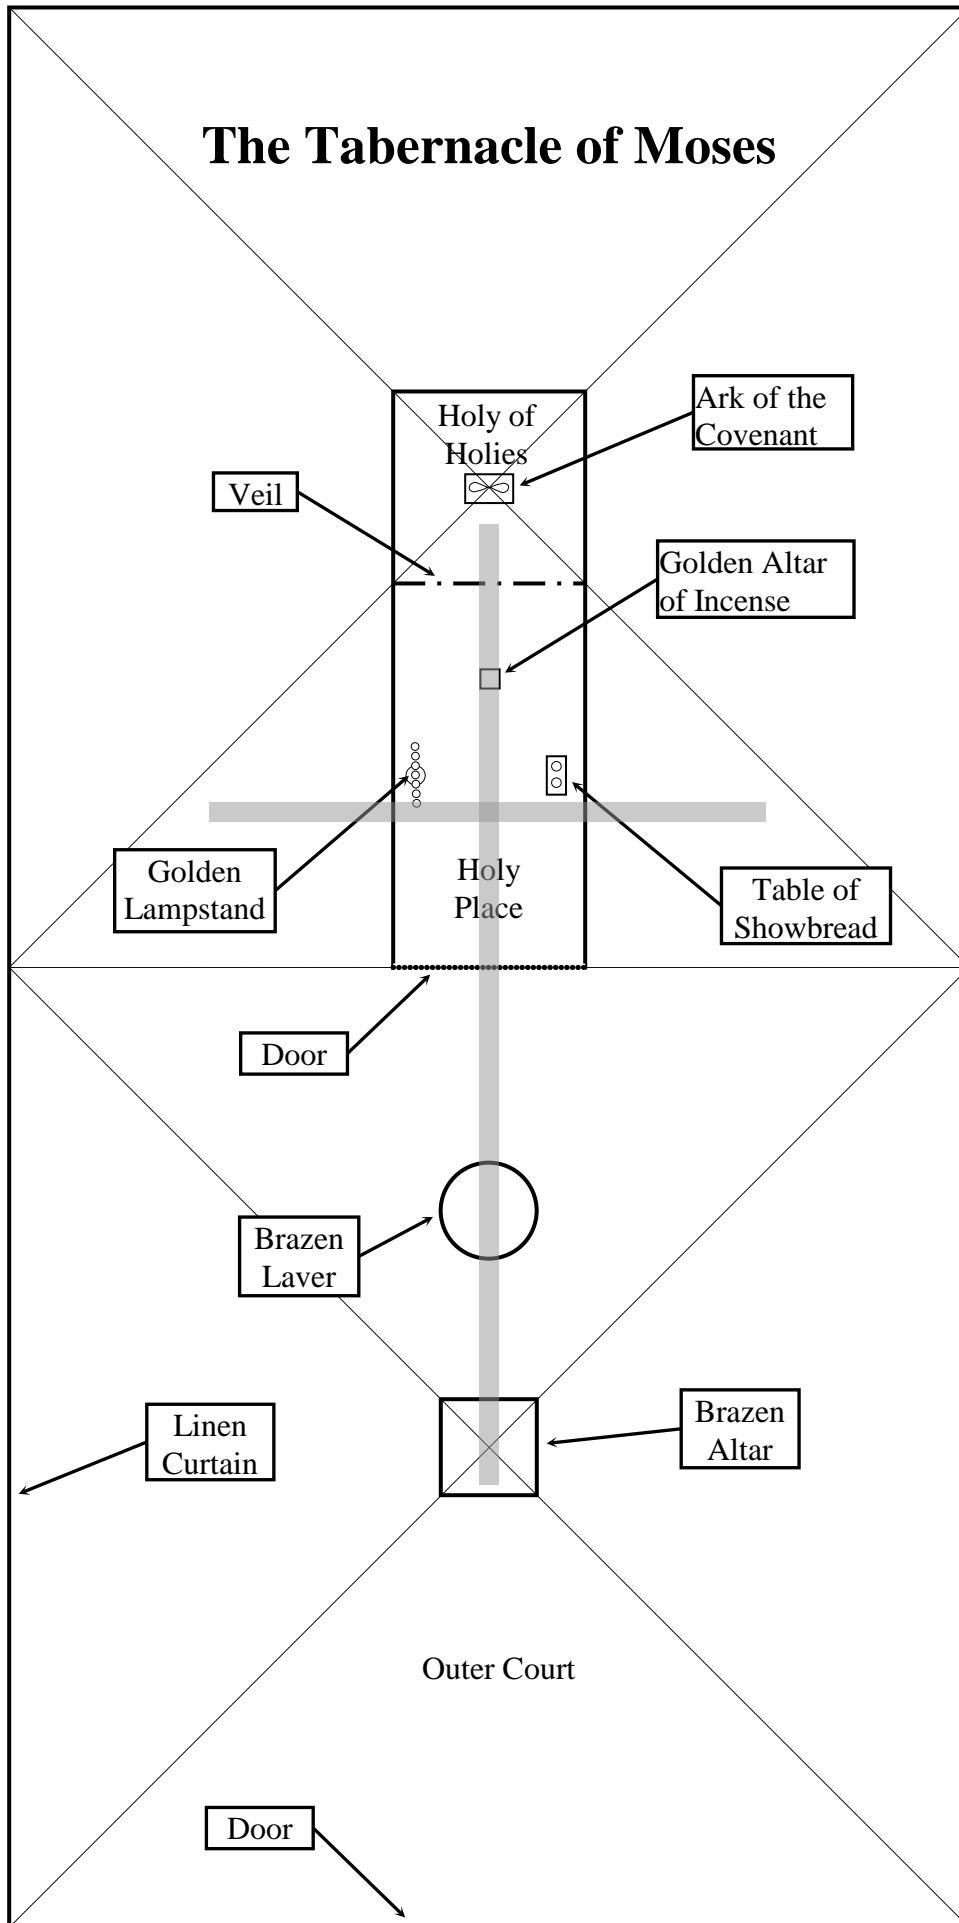 The Tabernacle of Moses
Holy of
Holies
Ark of the
Covenant
Veil
Golden Altar
of Incense
Golden
Lampstand
Holy
Place
Table of
Showbread
Door
Brazen
Laver
Linen
Curtain
Brazen
Altar
Outer Court
Door